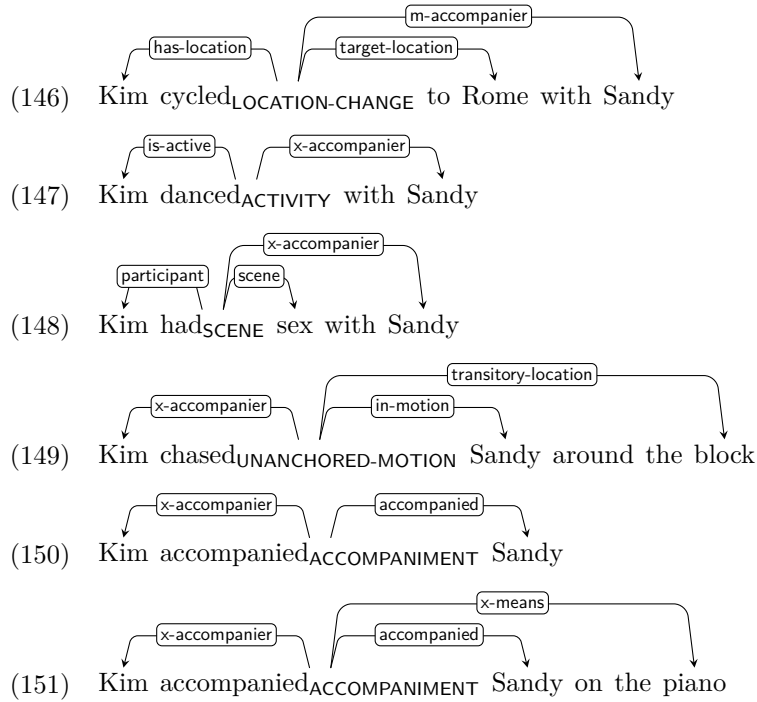 m-accompanier
has-location target-location
(146) Kim cycledLOCATION-CHANGE to Rome with Sandy
is-active x-accompanier
(147) Kim dancedACTIVITY with Sandy
x-accompanier
participant scene
(148) Kim hadSCENE sex with Sandy
transitory-location
x-accompanier in-motion
(149) Kim chasedUNANCHORED-MOTION Sandy around the block
x-accompanier accompanied
(150) Kim accompaniedACCOMPANIMENT Sandy
x-means
x-accompanier accompanied
(151) Kim accompaniedACCOMPANIMENT Sandy on the piano